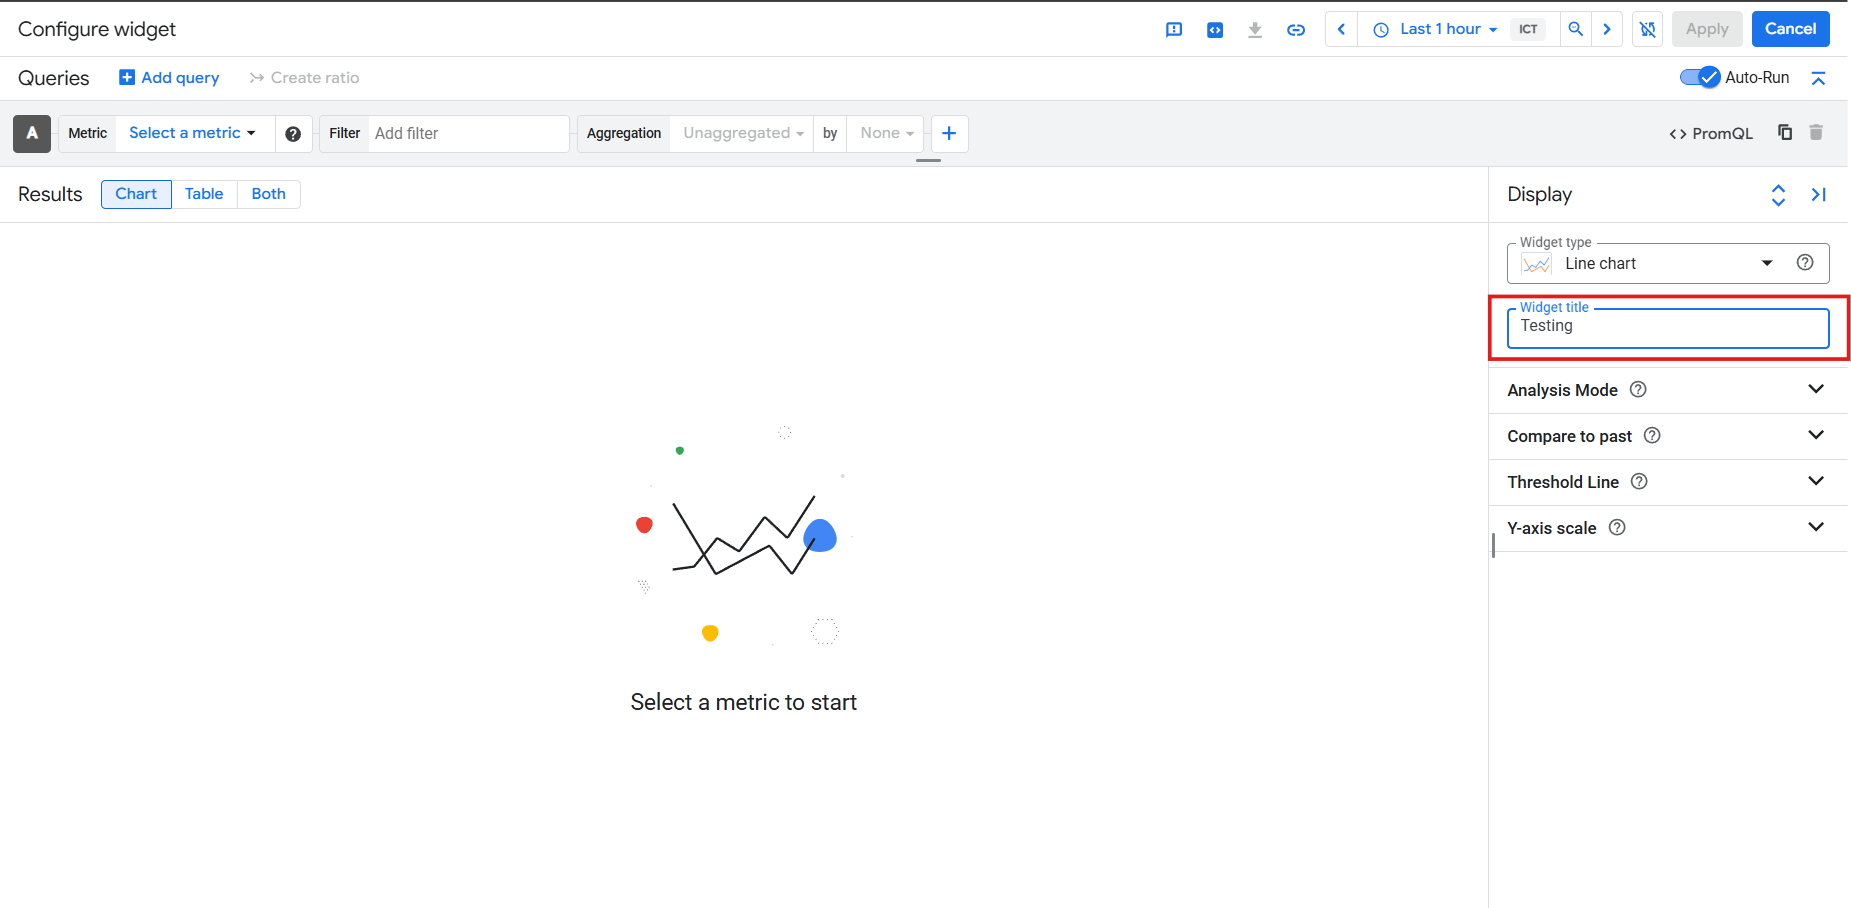 Configure widget
Last 1 hour
ICT
Apply
Cancel
Queries
Add query
Create ratio
Auto-Run
A
Metric
Select a metric
Filter
Add filter
Aggregation
Unaggregated
by
None
PromQL
Results
Chart
Table
Both
Display
Widget type
Line chart
Widget title
Testing
Analysis Mode
Compare to past
Threshold Line
Y-axis scale
Select a metric to start